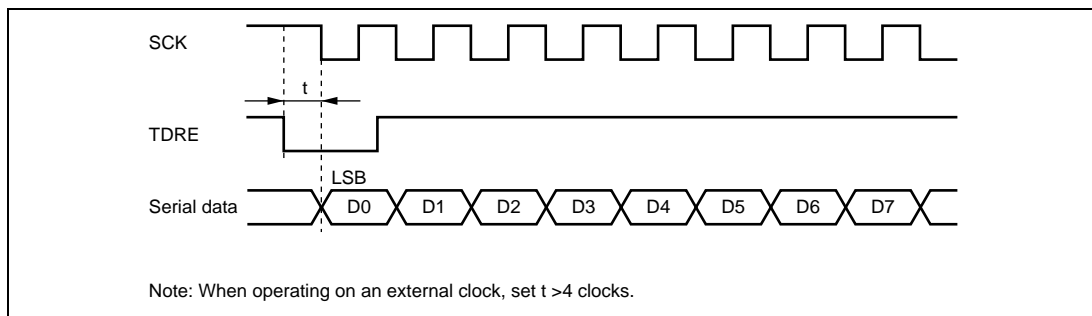 SCK
t
TDRE
LSB
Serial data D0 D1 D2 D3 D4 D5 D6 D7
Note: When operating on an external clock, set t >4 clocks.